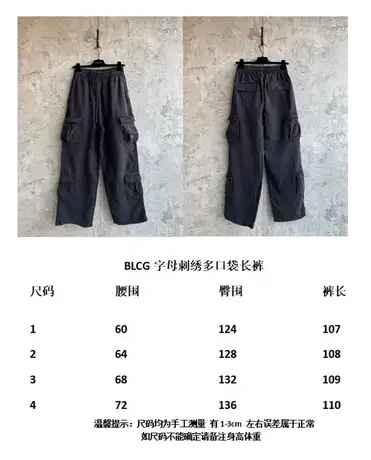 BLCG 字母刺绣多口袋长裤
尺码 腰围 臀围 裤长
1 60 124 107
2 64 128 108
3 68 132 109
4 72 136 110
温馨提示：尺码均为手工测量 有 1-3cm 左右误差属于正常
如尺码不能确定请备注身高体重